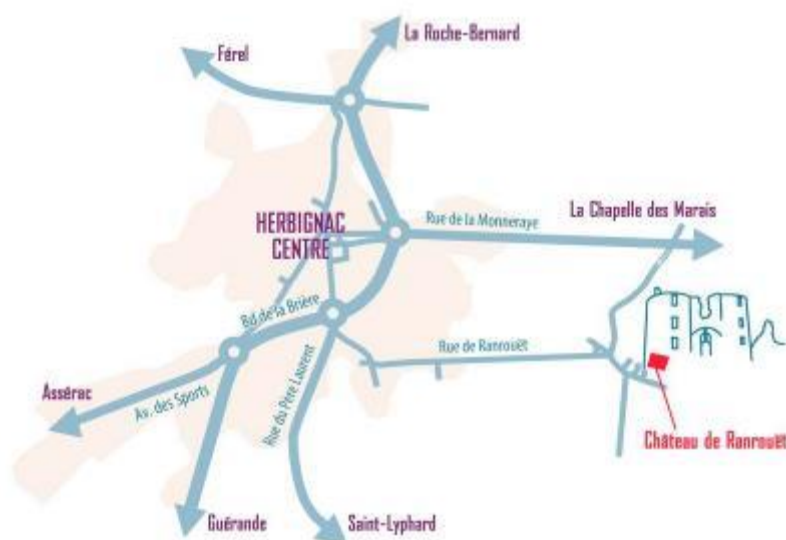 La Roche-Bernard
Férel
Rue de la Monneraye
La Chapelle des Marais
HERBIGNAC
CENTRE
Bd de la Brière
Rue de Ranrouët
Assérac
Av. des Sports
Rue du Père Laurent
Château de Ranrouët
Guérande
Saint-Lyphard